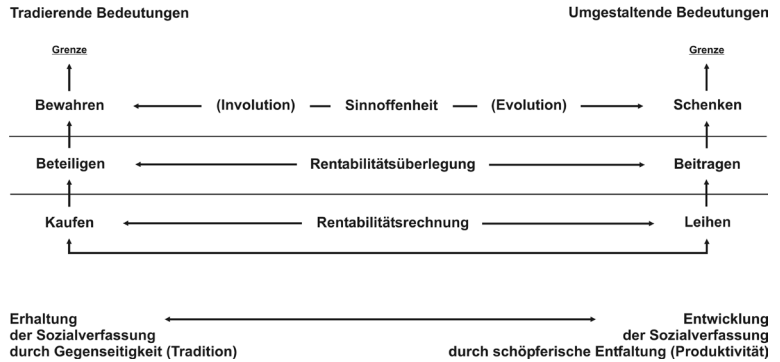 Tradierende Bedeutungen Umgestaltende Bedeutungen
Grenze Grenze
Bewahren (Involution) Sinnoffenheit (Evolution) Schenken
Beteiligen Rentabilitätsüberlegung Beitragen
Kaufen Rentabilitätsrechnung Leihen
Erhaltung
der Sozialverfassung
durch Gegenseitigkeit (Tradition)
Entwicklung
der Sozialverfassung
durch schöpferische Entfaltung (Produktivität)